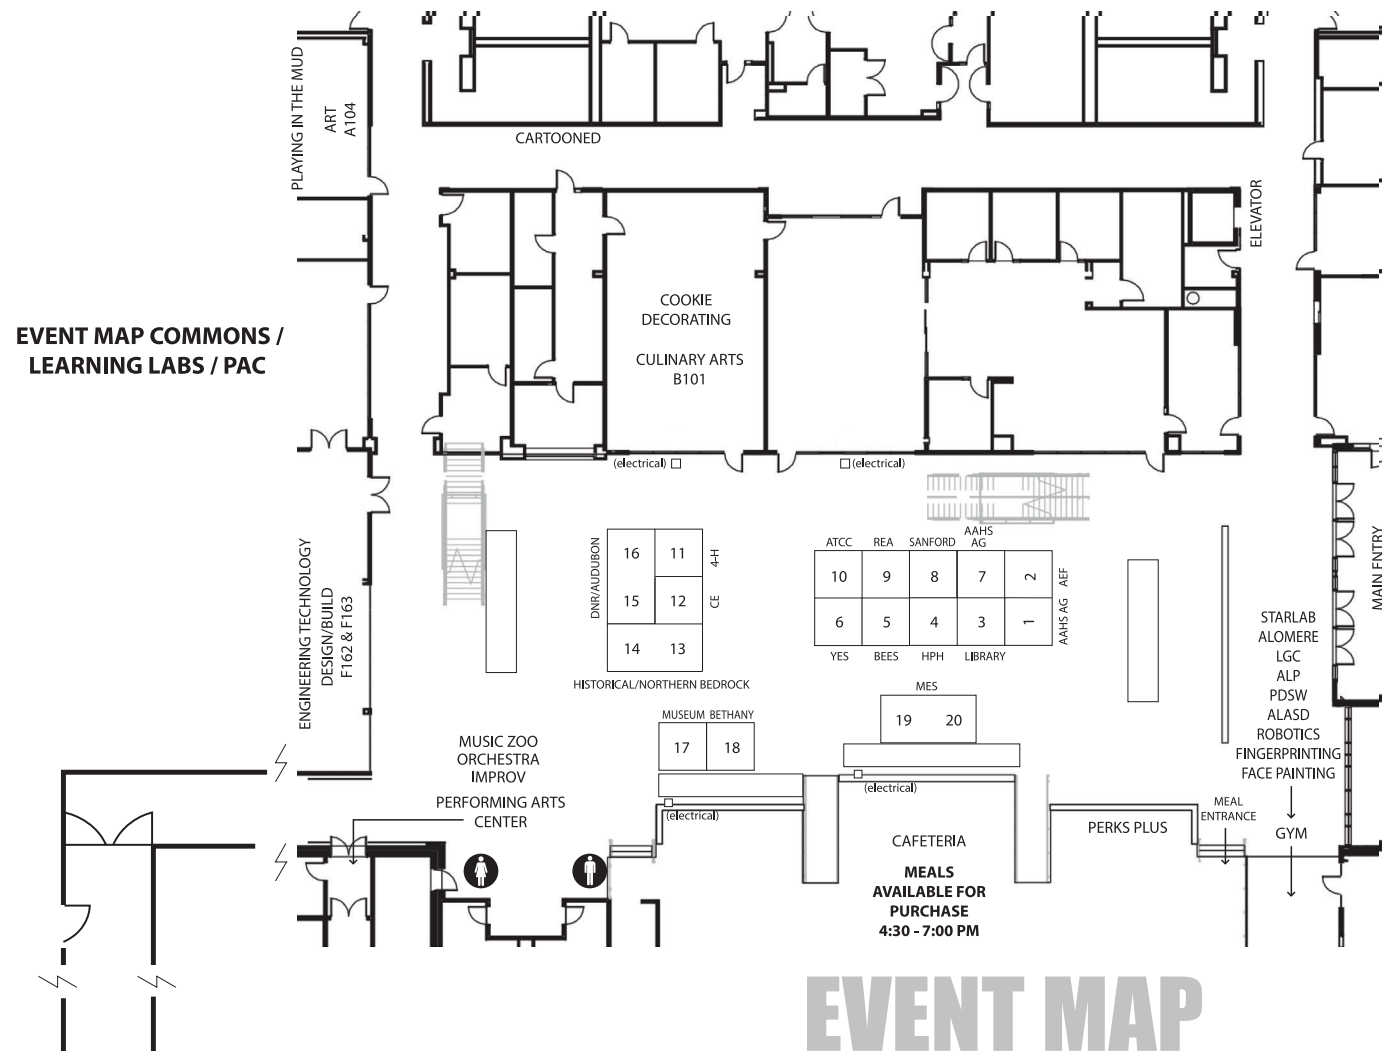 PLAYING IN THE MUD
ART
A104
CARTOONED
ELEVATOR
EVENT MAP COMMONS /
LEARNING LABS / PAC
COOKIE
DECORATING
CULINARY ARTS
B101
(electrical)
(electrical)
ENGINEERING TECHNOLOGY
DESIGN/BUILD
F162 & F163
DNR/AUDUBON
16
11
4-H
15
12
CE
14
13
HISTORICAL/NORTHERN BEDROCK
ATCC
REA
SANFORD
AAHS
AG
10
9
8
7
2
AEF
6
5
4
3
1
AAHS AG
YES
BEES
HPH
LIBRARY
MAIN ENTRY
MES
19
20
MUSEUM
BETHANY
17
18
STARLAB
ALOMERE
LGC
ALP
PDSW
ALASD
ROBOTICS
FINGERPRINTING
FACE PAINTING
GYM
MUSIC ZOO
ORCHESTRA
IMPROV
PERFORMING ARTS
CENTER
(electrical)
(electrical)
MEAL
ENTRANCE
PERKS PLUS
CAFETERIA
MEALS
AVAILABLE FOR
PURCHASE
4:30 - 7:00 PM
EVENT MAP